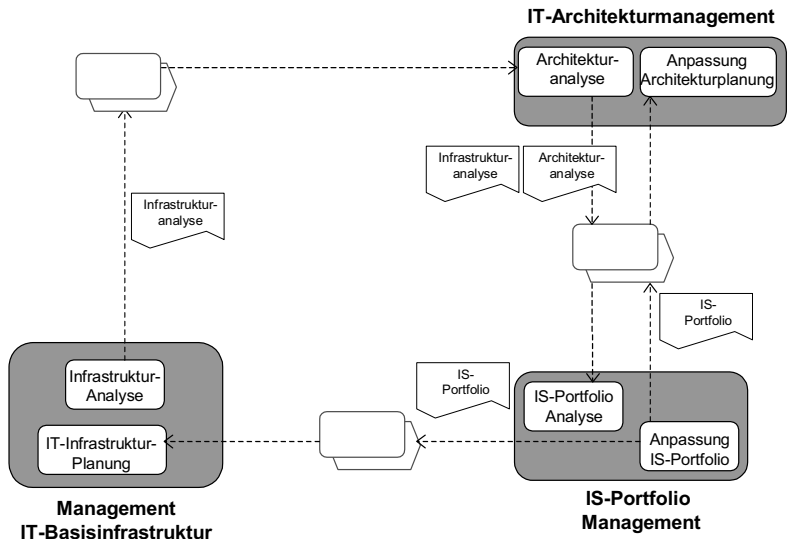 IT-Architekturmanagement
Architektur-
analyse
Anpassung
Architekturplanung
Infrastruktur-
analyse
Architektur-
analyse
Infrastruktur-
analyse
IS-
Portfolio
Infrastruktur-
Analyse
IT-Infrastruktur-
Planung
Management
IT-Basisinfrastruktur
IS-
Portfolio
IS-Portfolio
Analyse
Anpassung
IS-Portfolio
IS-Portfolio
Management